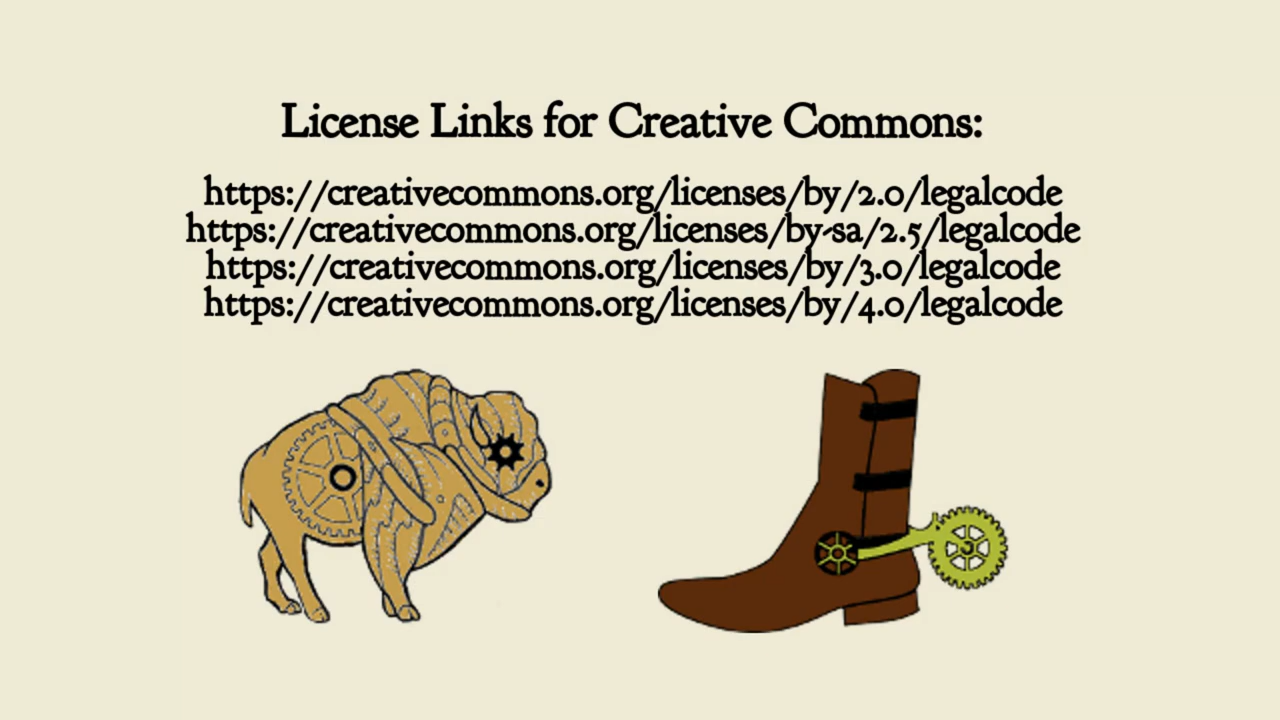 License Links for Creative Commons:
https://creativecommons.org/licenses/by/2.0/legalcode
https://creativecommons.org/licenses/by-sa/2.5/legalcode
https://creativecommons.org/licenses/by/3.0/legalcode
https://creativecommons.org/licenses/by/4.0/legalcode